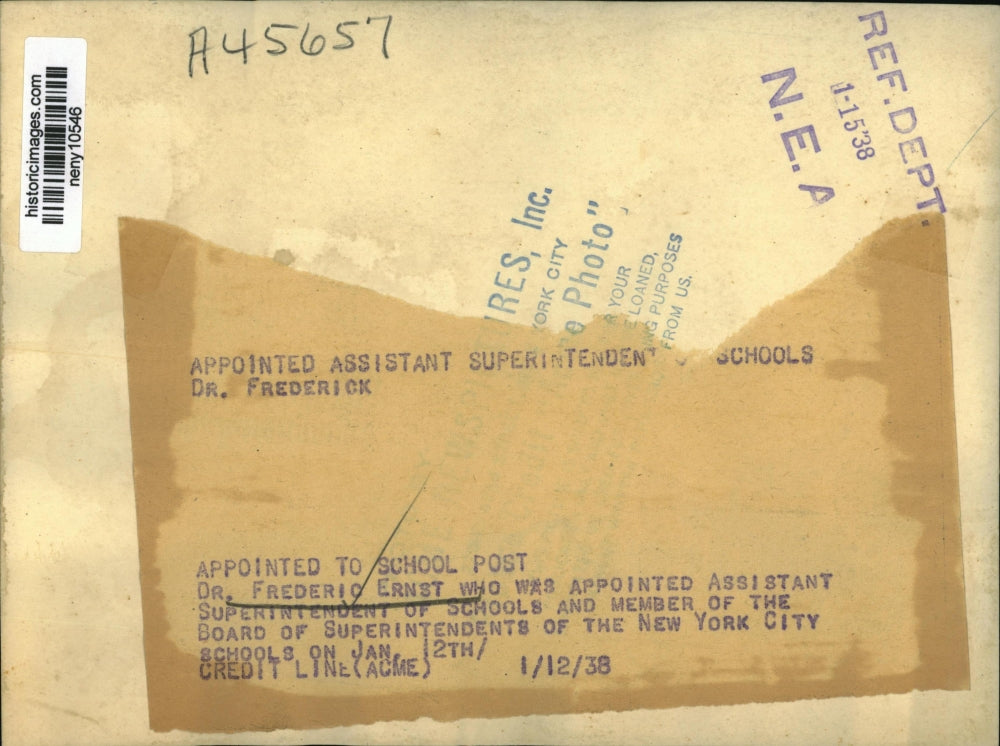 A45657
historicimages.com
neny10546
REF. DEPT.
1-15'38
N. E. A
RES, Inc.
YORK CITY
Photo"
YOUR
LOANED,
PURPOSES
FROM US.
APPOINTED ASSISTANT SUPERINTENDENT SCHOOLS
DR. FREDERICK
APPOINTED TO SCHOOL POST
DR. FREDERIC ERNST WHO WAS APPOINTED ASSISTANT
SUPERINTENDENT OF SCHOOLS AND MEMBER OF THE
BOARD OF SUPERINTENDENTS OF THE NEW YORK CITY
SCHOOLS ON JAN. 12TH/
CREDIT LINE(ACME) 1/12/38